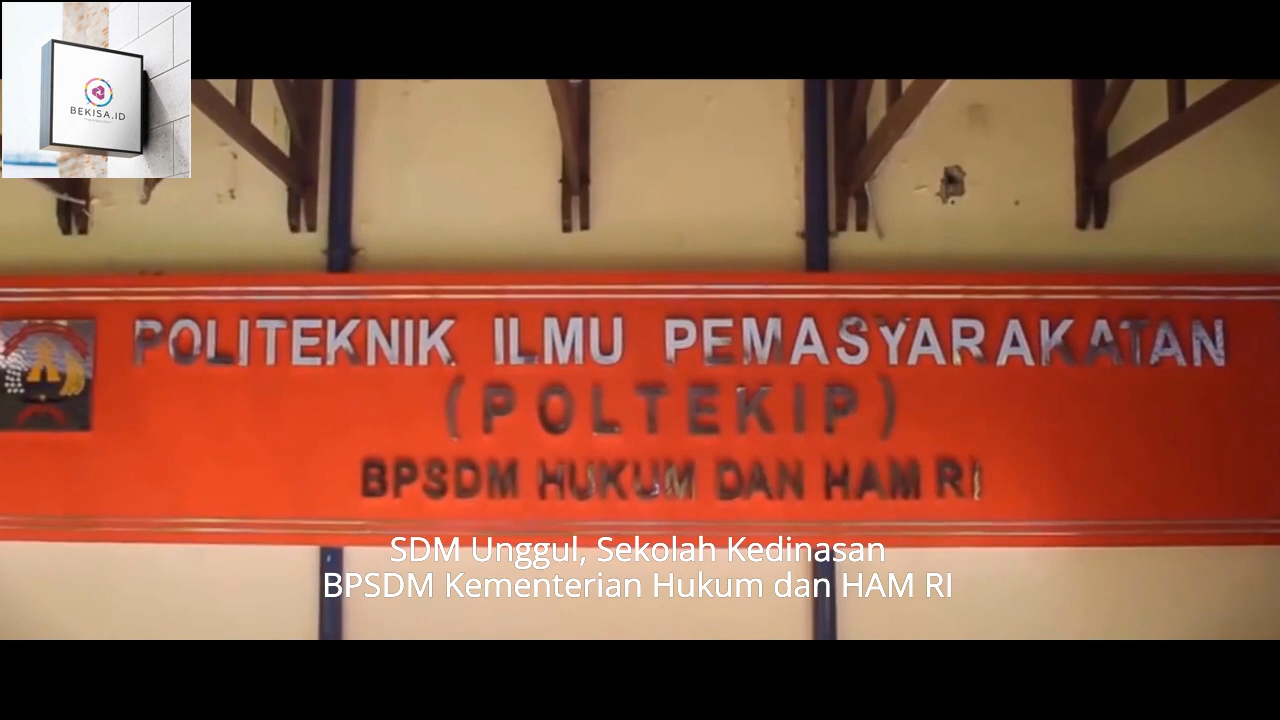 BEKISA.ID
POLITEKNIK ILMU PEMASYARAKATAN
(POLTEKIP)
BPSDM HUKUM DAN HAM RI
SDM Unggul, Sekolah Kedinasan
BPSDM Kementerian Hukum dan HAM RI